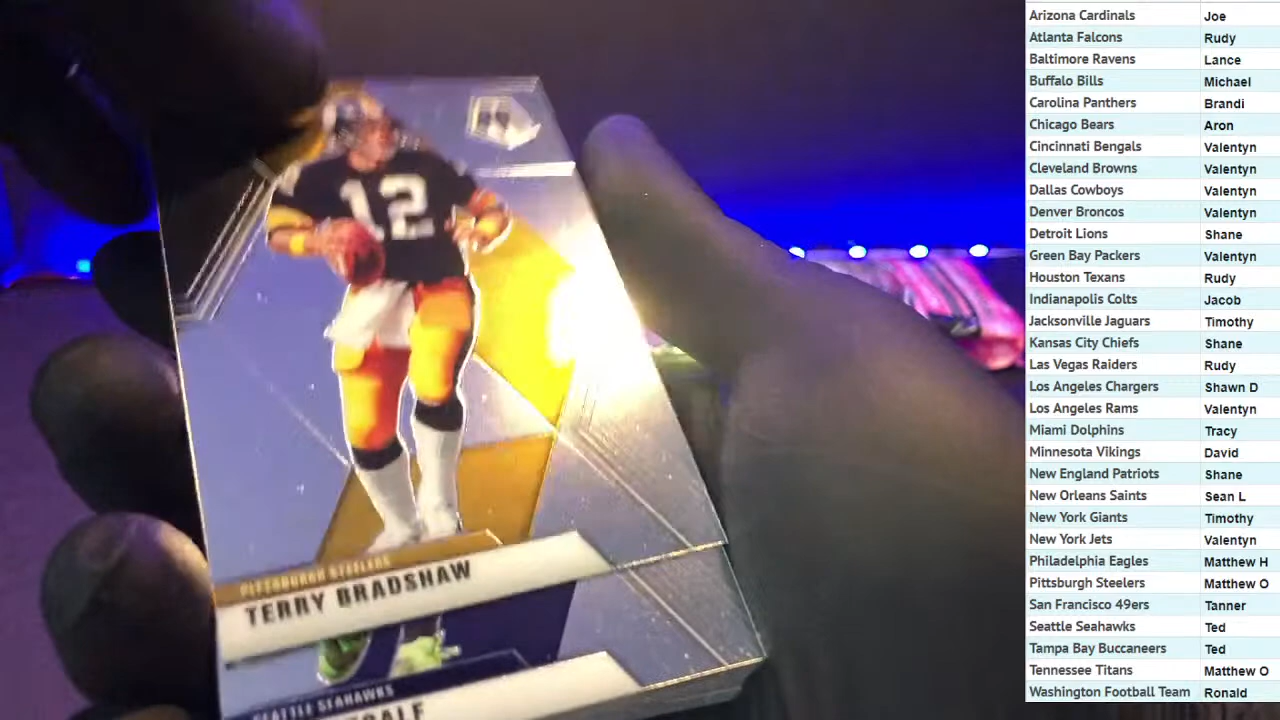 12
PITTSBURGH
TERRY BRADSHAW
SEATTLE SEAHAWKS
Arizona Cardinals Joe
Atlanta Falcons Rudy
Baltimore Ravens Lance
Buffalo Bills Michael
Carolina Panthers Brandi
Chicago Bears Aron
Cincinnati Bengals Valentyn
Cleveland Browns Valentyn
Dallas Cowboys Valentyn
Denver Broncos Valentyn
Detroit Lions Shane
Green Bay Packers Valentyn
Houston Texans Rudy
Indianapolis Colts Jacob
Jacksonville Jaguars Timothy
Kansas City Chiefs Shane
Las Vegas Raiders Rudy
Los Angeles Chargers Shawn D
Los Angeles Rams Valentyn
Miami Dolphins Tracy
Minnesota Vikings David
New England Patriots Shane
New Orleans Saints Sean L
New York Giants Timothy
New York Jets Valentyn
Philadelphia Eagles Matthew H
Pittsburgh Steelers Matthew O
San Francisco 49ers Tanner
Seattle Seahawks Ted
Tampa Bay Buccaneers Ted
Tennessee Titans Matthew O
Washington Football Team Ronald